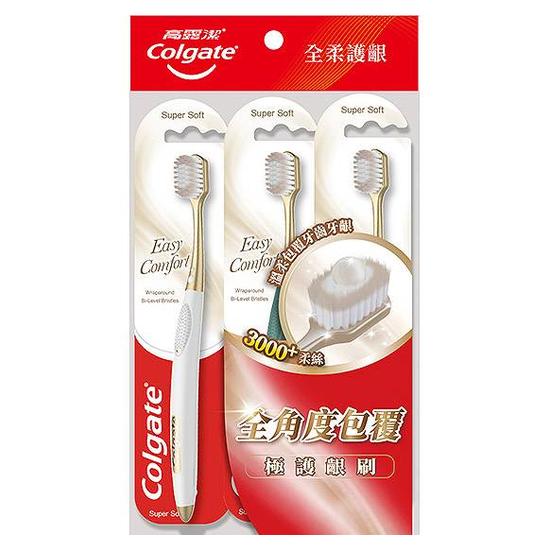 高露潔
Colgate
全柔護齦
Super Soft
Super Soft
Easy
Comfort
Wraparound
Bi-Level Bristles
Easy
Comfort
Wraparound
Bi-Level Bristles
溫柔包覆牙齒牙齦
3000+柔絲
全角度包覆
極護齦刷
Colgate
Colgate
Super Soft